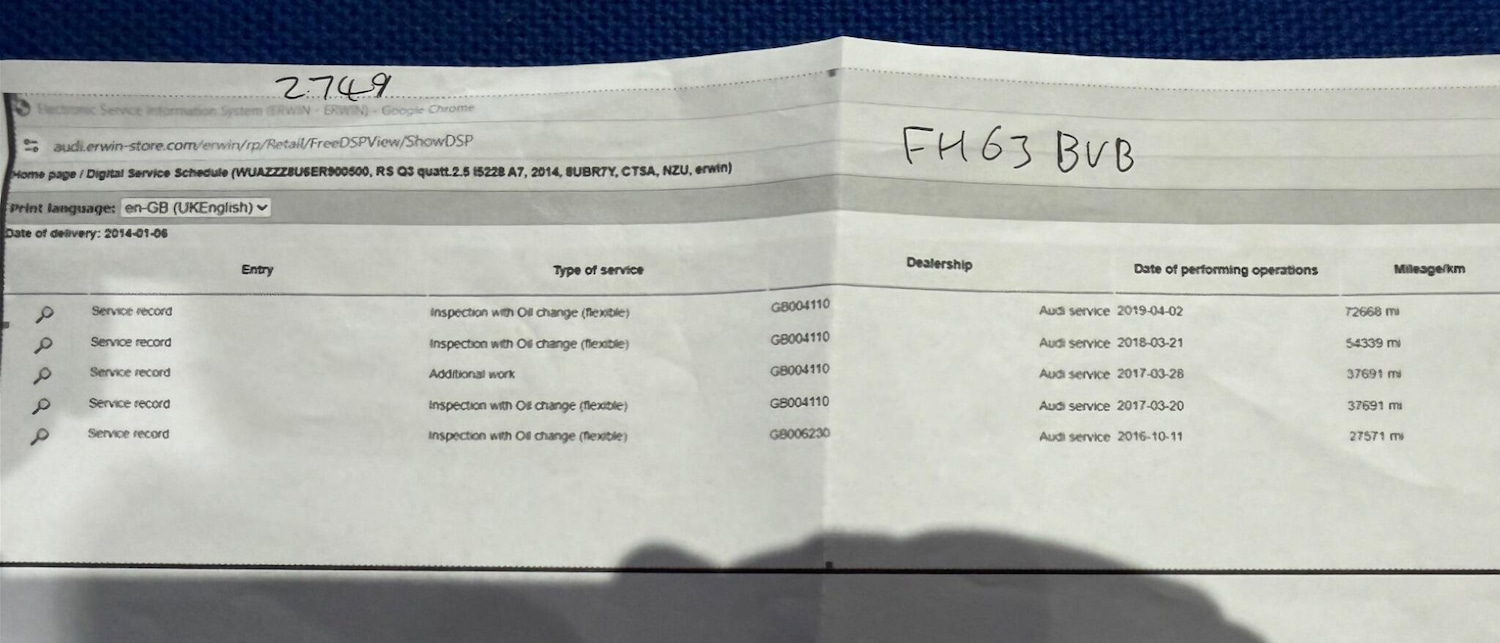 2.749
Electronic Service Information System (ERWIN - ERWIN) - Google Chrome
audi.erwin-store.com/erwin/rp/Retail/FreeDSPView/ShowDSP
FH63 BVB
Home page / Digital Service Schedule (WUAZZZ8U6ER900500, RS Q3 quatt.2.5 I5228 A7, 2014, 8UBR7Y, CTSA, NZU, erwin)
Print language: en-GB (UKEnglish)
Date of delivery: 2014-01-06
Entry Type of service Dealership Date of performing operations Mileage/km
Service record Inspection with Oil change (flexible) GB004110 Audi service 2019-04-02 72668 mi
Service record Inspection with Oil change (flexible) GB004110 Audi service 2018-03-21 54339 mi
Service record Additional work GB004110 Audi service 2017-03-28 37691 mi
Service record Inspection with Oil change (flexible) GB004110 Audi service 2017-03-20 37691 mi
Service record Inspection with Oil change (flexible) GB006230 Audi service 2016-10-11 27571 mi